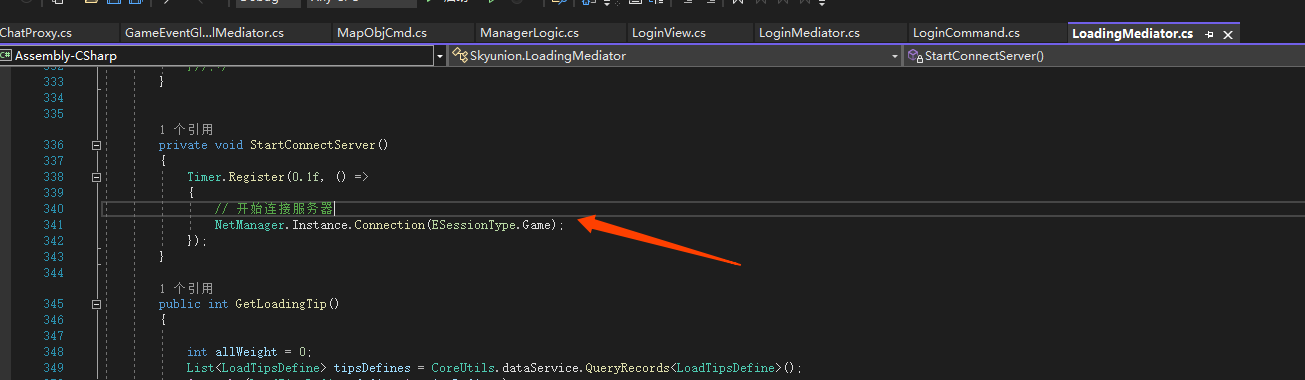 Debug
Any CPU
ChatProxy.cs
GameEventGl...lMediator.cs
MapObjCmd.cs
ManagerLogic.cs
LoginView.cs
LoginMediator.cs
LoginCommand.cs
LoadingMediator.cs
C# Assembly-CSharp
Skyunion.LoadingMediator
StartConnectServer()
332
333 }
334
335
1 个引用
336 private void StartConnectServer()
337 {
338 Timer.Register(0.1f, () =>
339 {
340 // 开始连接服务器
341 NetManager.Instance.Connection(ESessionType.Game);
342 });
343 }
344
1 个引用
345 public int GetLoadingTip()
346 {
347
348 int allWeight = 0;
349 List<LoadTipsDefine> tipsDefines = CoreUtils.dataService.QueryRecords<LoadTipsDefine>();